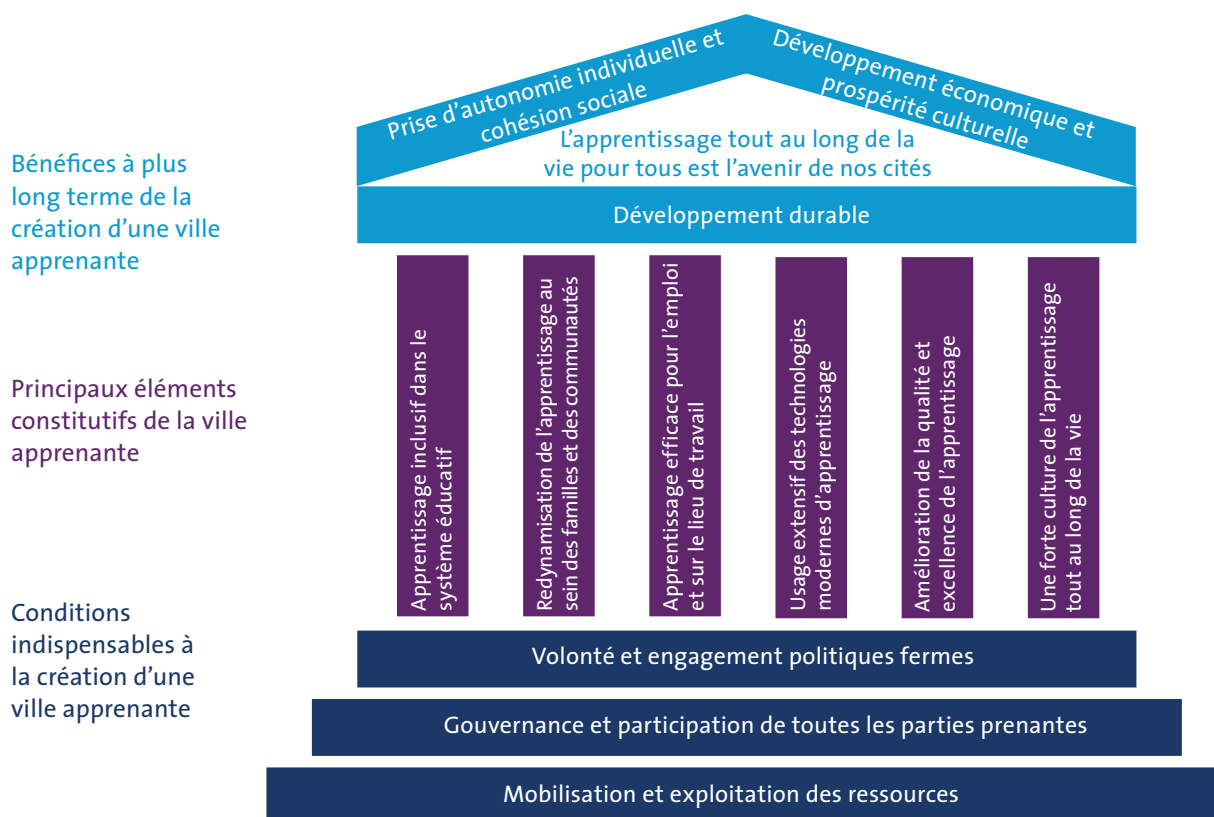 Prise d’autonomie individuelle et
cohésion sociale
Développement économique et
prospérité culturelle
L’apprentissage tout au long de la
vie pour tous est l’avenir de nos cités
Bénéfices à plus
long terme de la
création d’une ville
apprenante
Développement durable
Principaux éléments
constitutifs de la ville
apprenante
Apprentissage inclusif dans le
système éducatif
Redynamisation de l’apprentissage au
sein des familles et des communautés
Apprentissage efficace pour l’emploi
et sur le lieu de travail
Usage extensif des technologies
modernes d’apprentissage
Amélioration de la qualité et
excellence de l’apprentissage
Une forte culture de l’apprentissage
tout au long de la vie
Conditions
indispensables à
la création d’une
ville apprenante
Volonté et engagement politiques fermes
Gouvernance et participation de toutes les parties prenantes
Mobilisation et exploitation des ressources